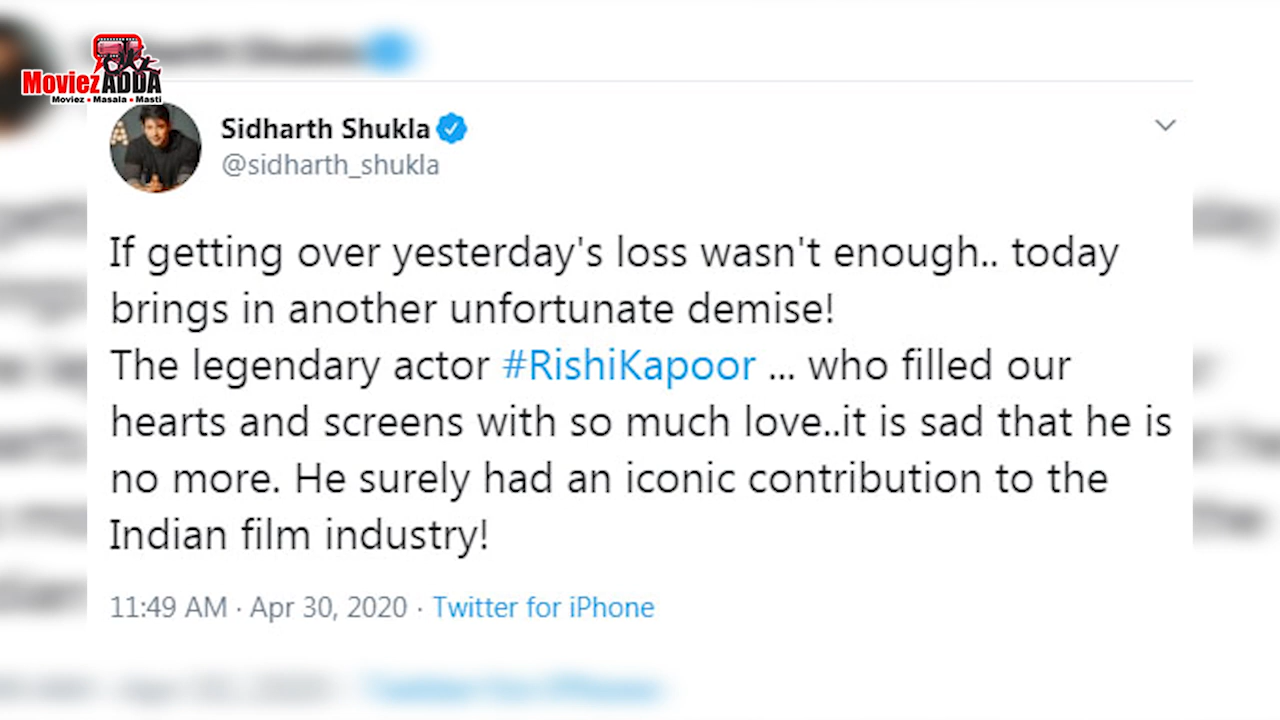 MoviezADDA
Moviez • Masala • Masti
Sidharth Shukla
@sidharth_shukla
If getting over yesterday's loss wasn't enough.. today
brings in another unfortunate demise!
The legendary actor #RishiKapoor ... who filled our
hearts and screens with so much love..it is sad that he is
no more. He surely had an iconic contribution to the
Indian film industry!
11:49 AM · Apr 30, 2020 · Twitter for iPhone